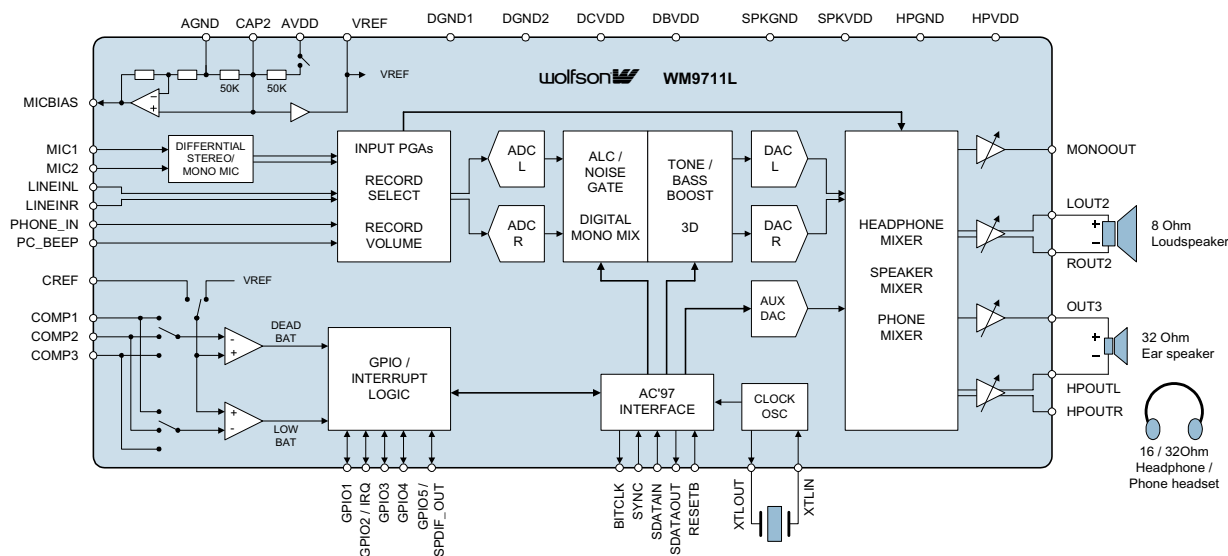 AGND
CAP2
AVDD
VREF
DGND1
DGND2
DCVDD
DBVDD
SPKGND
SPKVDD
HPGND
HPVDD
wolfson
WM9711L
VREF
50K
50K
MICBIAS
MIC1
MIC2
LINEINL
LINEINR
PHONE_IN
PC_BEEP
DIFFERNTIAL
STEREO/
MONO MIC
INPUT PGAs
RECORD
SELECT
RECORD
VOLUME
ADC
L
ADC
R
ALC /
NOISE
GATE
DIGITAL
MONO MIX
TONE /
BASS
BOOST
3D
DAC
L
DAC
R
AUX
DAC
HEADPHONE
MIXER
SPEAKER
MIXER
PHONE
MIXER
MONOOUT
LOUT2
+
−
8 Ohm
Loudspeaker
ROUT2
OUT3
+
−
32 Ohm
Ear speaker
HPOUTL
HPOUTR
16 / 32Ohm
Headphone /
Phone headset
CREF
VREF
COMP1
COMP2
COMP3
DEAD
BAT
LOW
BAT
GPIO /
INTERRUPT
LOGIC
AC'97
INTERFACE
CLOCK
OSC
GPIO1
GPIO2 / IRQ
GPIO3
GPIO4
GPIO5 /
SPDIF_OUT
BITCLK
SYNC
SDATAIN
SDATAOUT
RESETB
XTLOUT
XTLIN